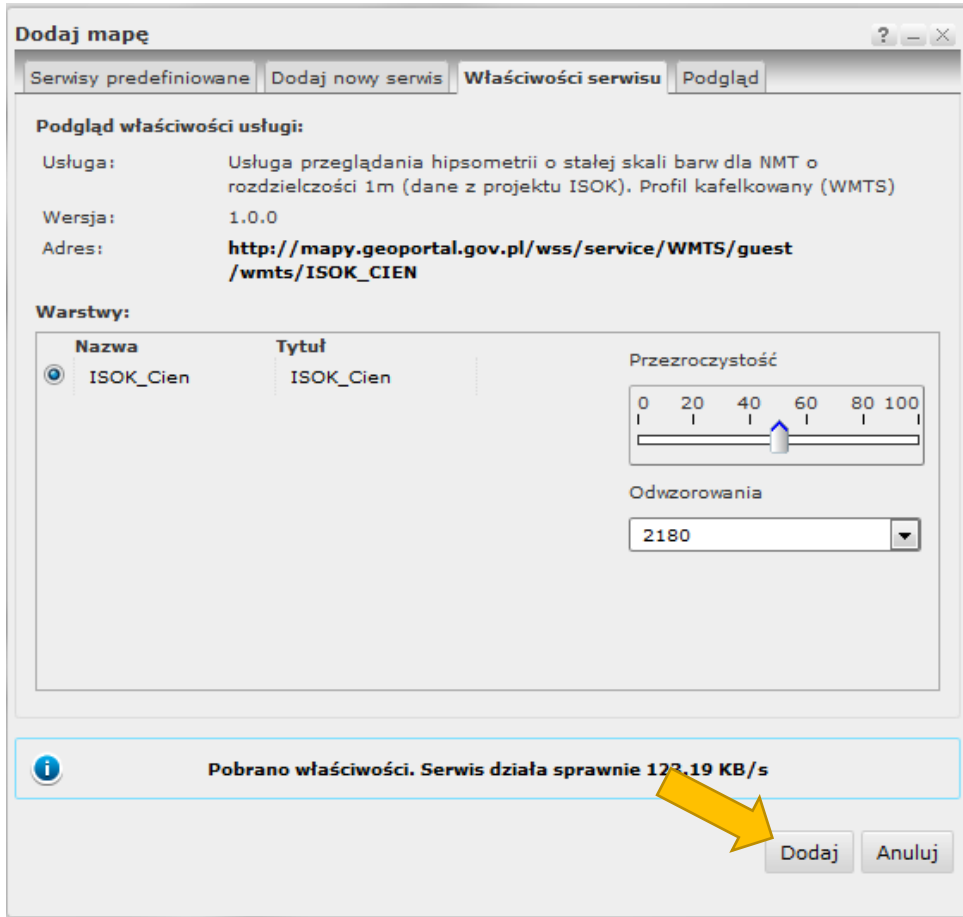 Dodaj mapę
? – ×
Serwisy predefiniowane Dodaj nowy serwis Właściwości serwisu Podgląd
Podgląd właściwości usługi:
Usługa: Usługa przeglądania hipsometrii o stałej skali barw dla NMT o
rozdzielczości 1m (dane z projektu ISOK). Profil kafelkowany (WMTS)
Wersja: 1.0.0
Adres: http://mapy.geoportal.gov.pl/wss/service/WMTS/guest
/wmts/ISOK_CIEN
Warstwy:
Nazwa Tytuł
ISOK_Cien ISOK_Cien
Przezroczystość
0 20 40 60 80 100
Odwzorowania
2180
Pobrano właściwości. Serwis działa sprawnie 123.19 KB/s
Dodaj Anuluj